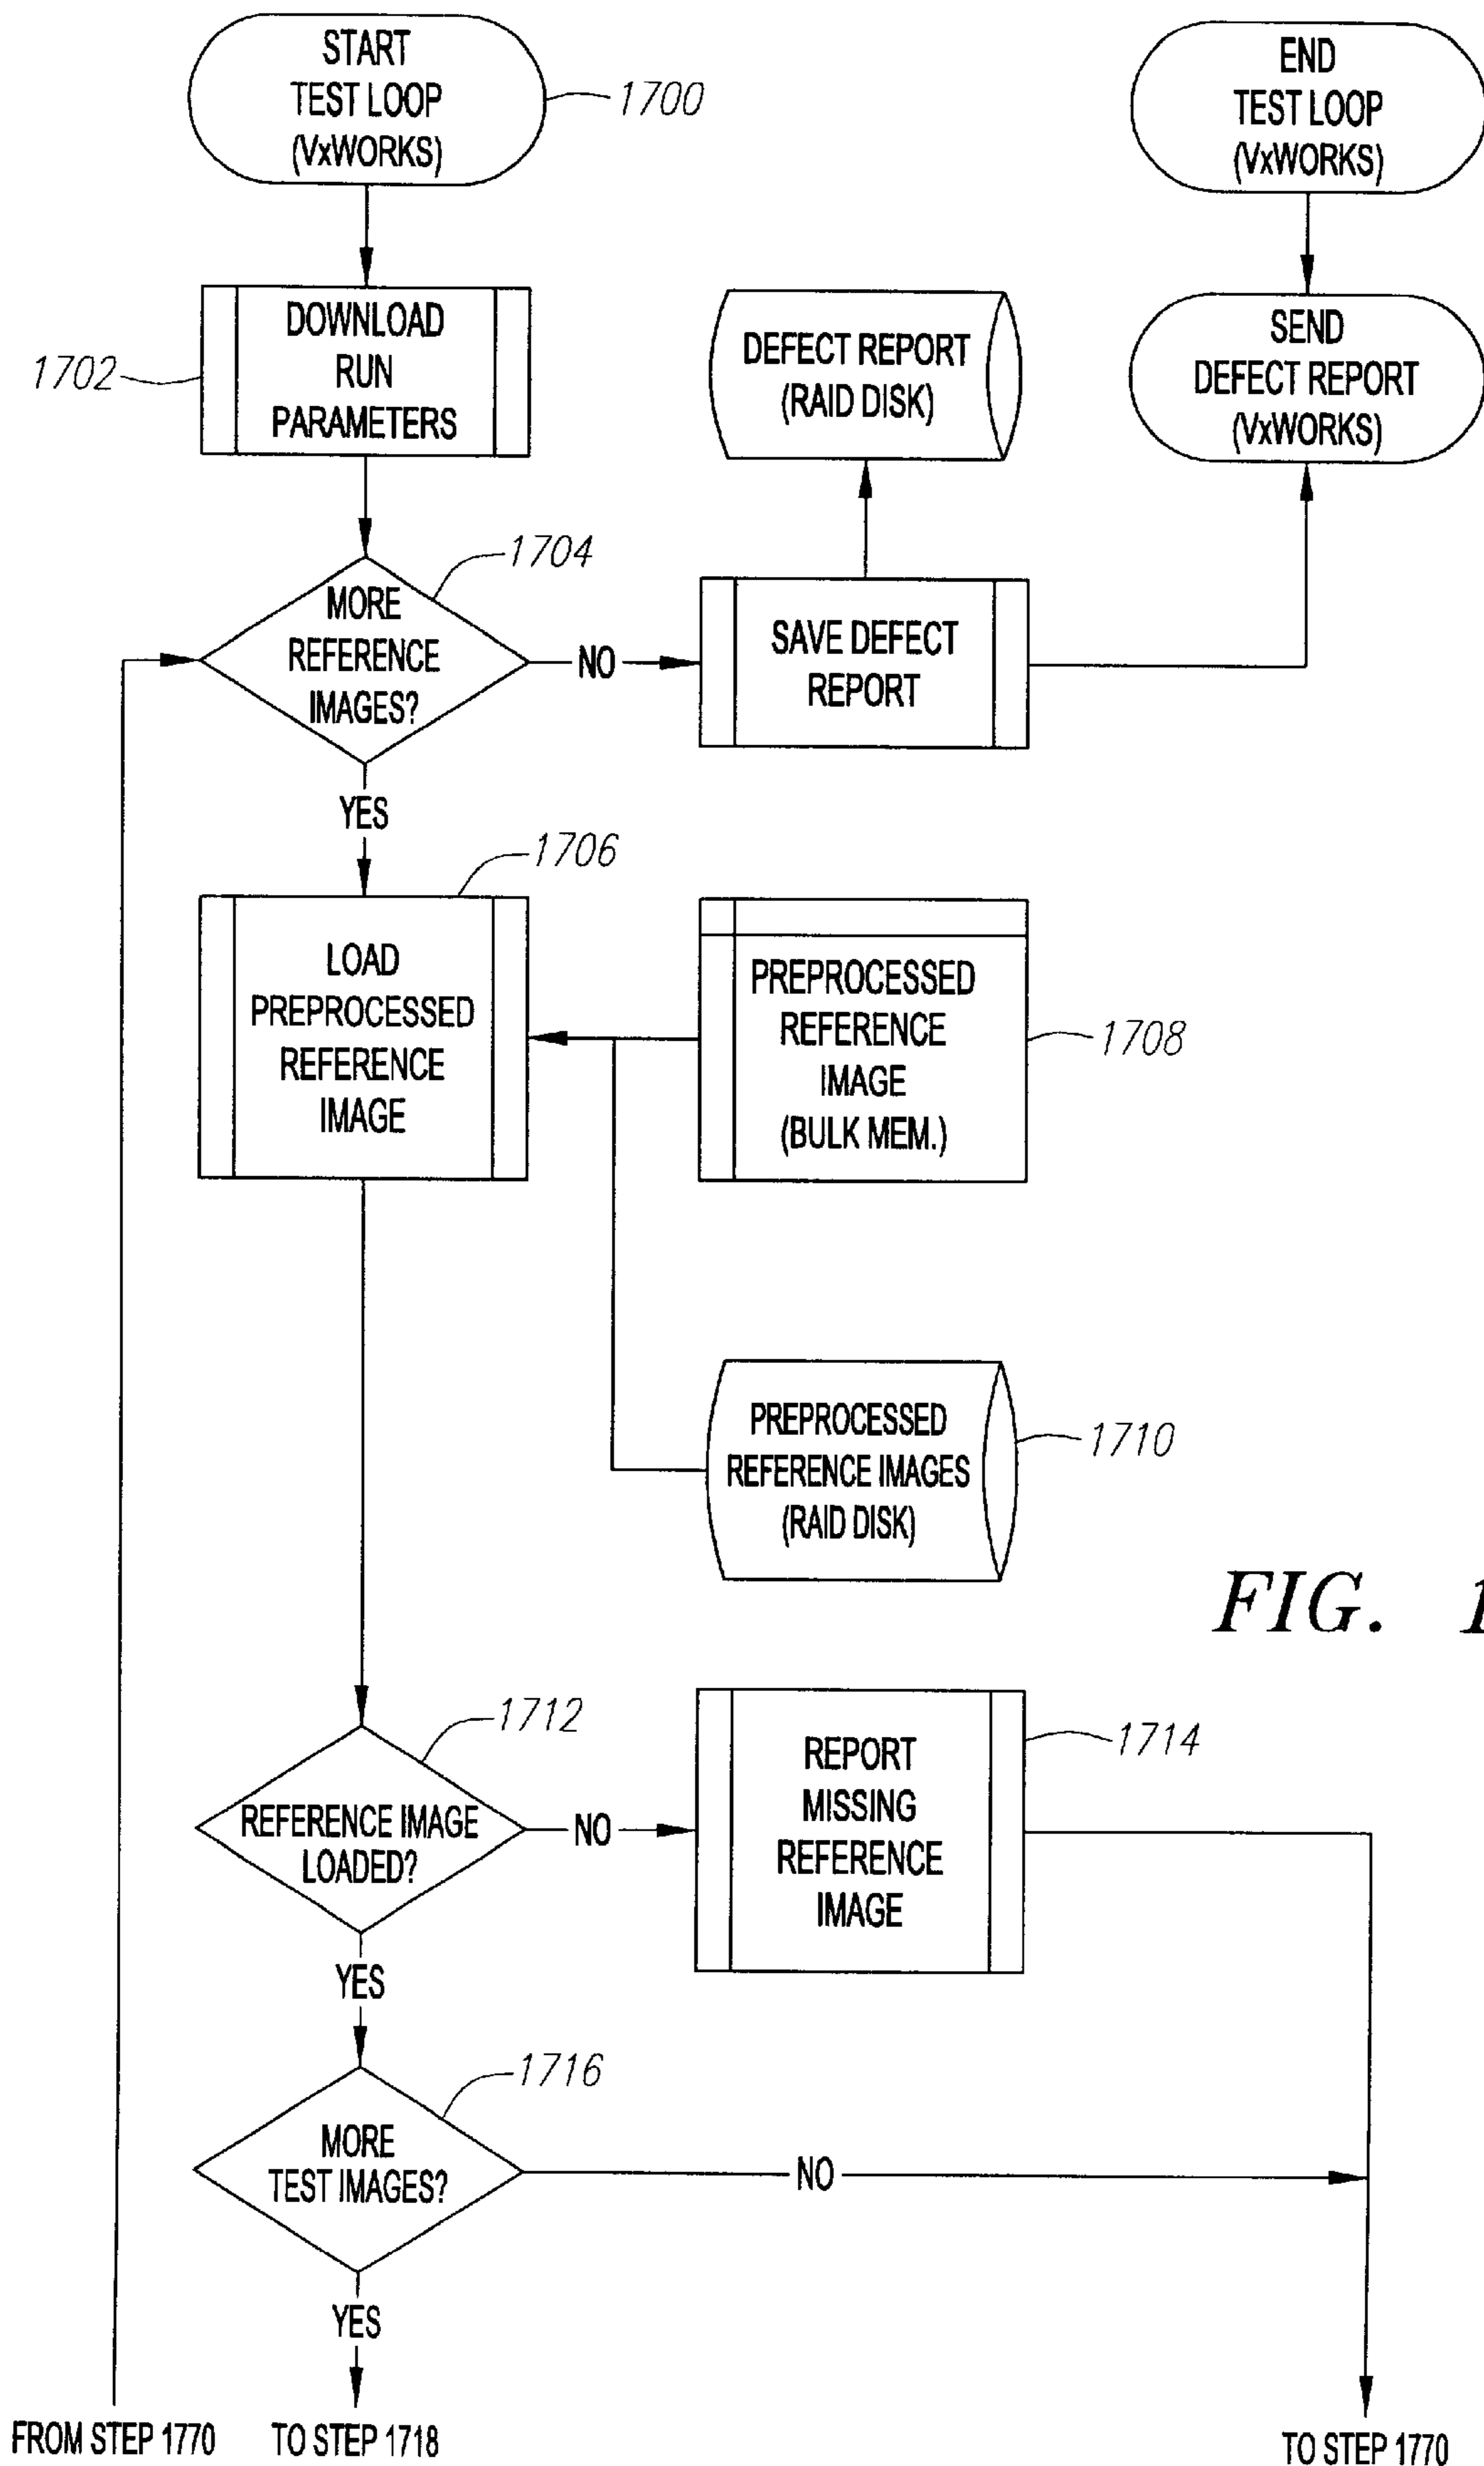 START
TEST LOOP
(VxWORKS)
1700
END
TEST LOOP
(VxWORKS)
DOWNLOAD
RUN
PARAMETERS
1702
DEFECT REPORT
(RAID DISK)
SEND
DEFECT REPORT
(VxWORKS)
1704
MORE
REFERENCE
IMAGES?
NO
SAVE DEFECT
REPORT
YES
1706
LOAD
PREPROCESSED
REFERENCE
IMAGE
PREPROCESSED
REFERENCE
IMAGE
(BULK MEM.)
1708
PREPROCESSED
REFERENCE IMAGES
(RAID DISK)
1710
FIG. 1
1712
REFERENCE IMAGE
LOADED?
NO
REPORT
MISSING
REFERENCE
IMAGE
1714
YES
1716
MORE
TEST IMAGES?
NO
YES
FROM STEP 1770
TO STEP 1718
TO STEP 1770